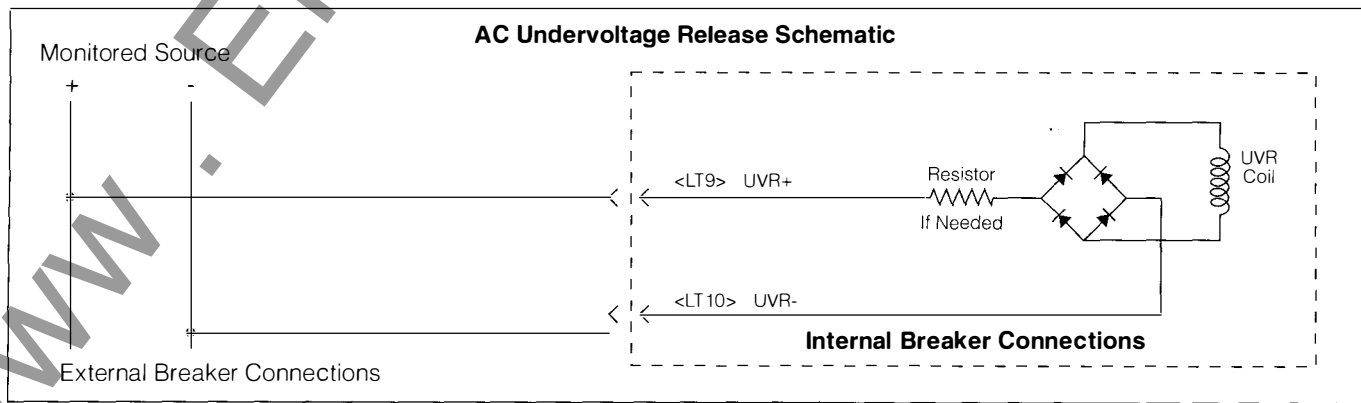 AC Undervoltage Release Schematic
Monitored Source
+ -
<LT9> UVR+
Resistor
If Needed
UVR
Coil
<LT10> UVR-
Internal Breaker Connections
External Breaker Connections